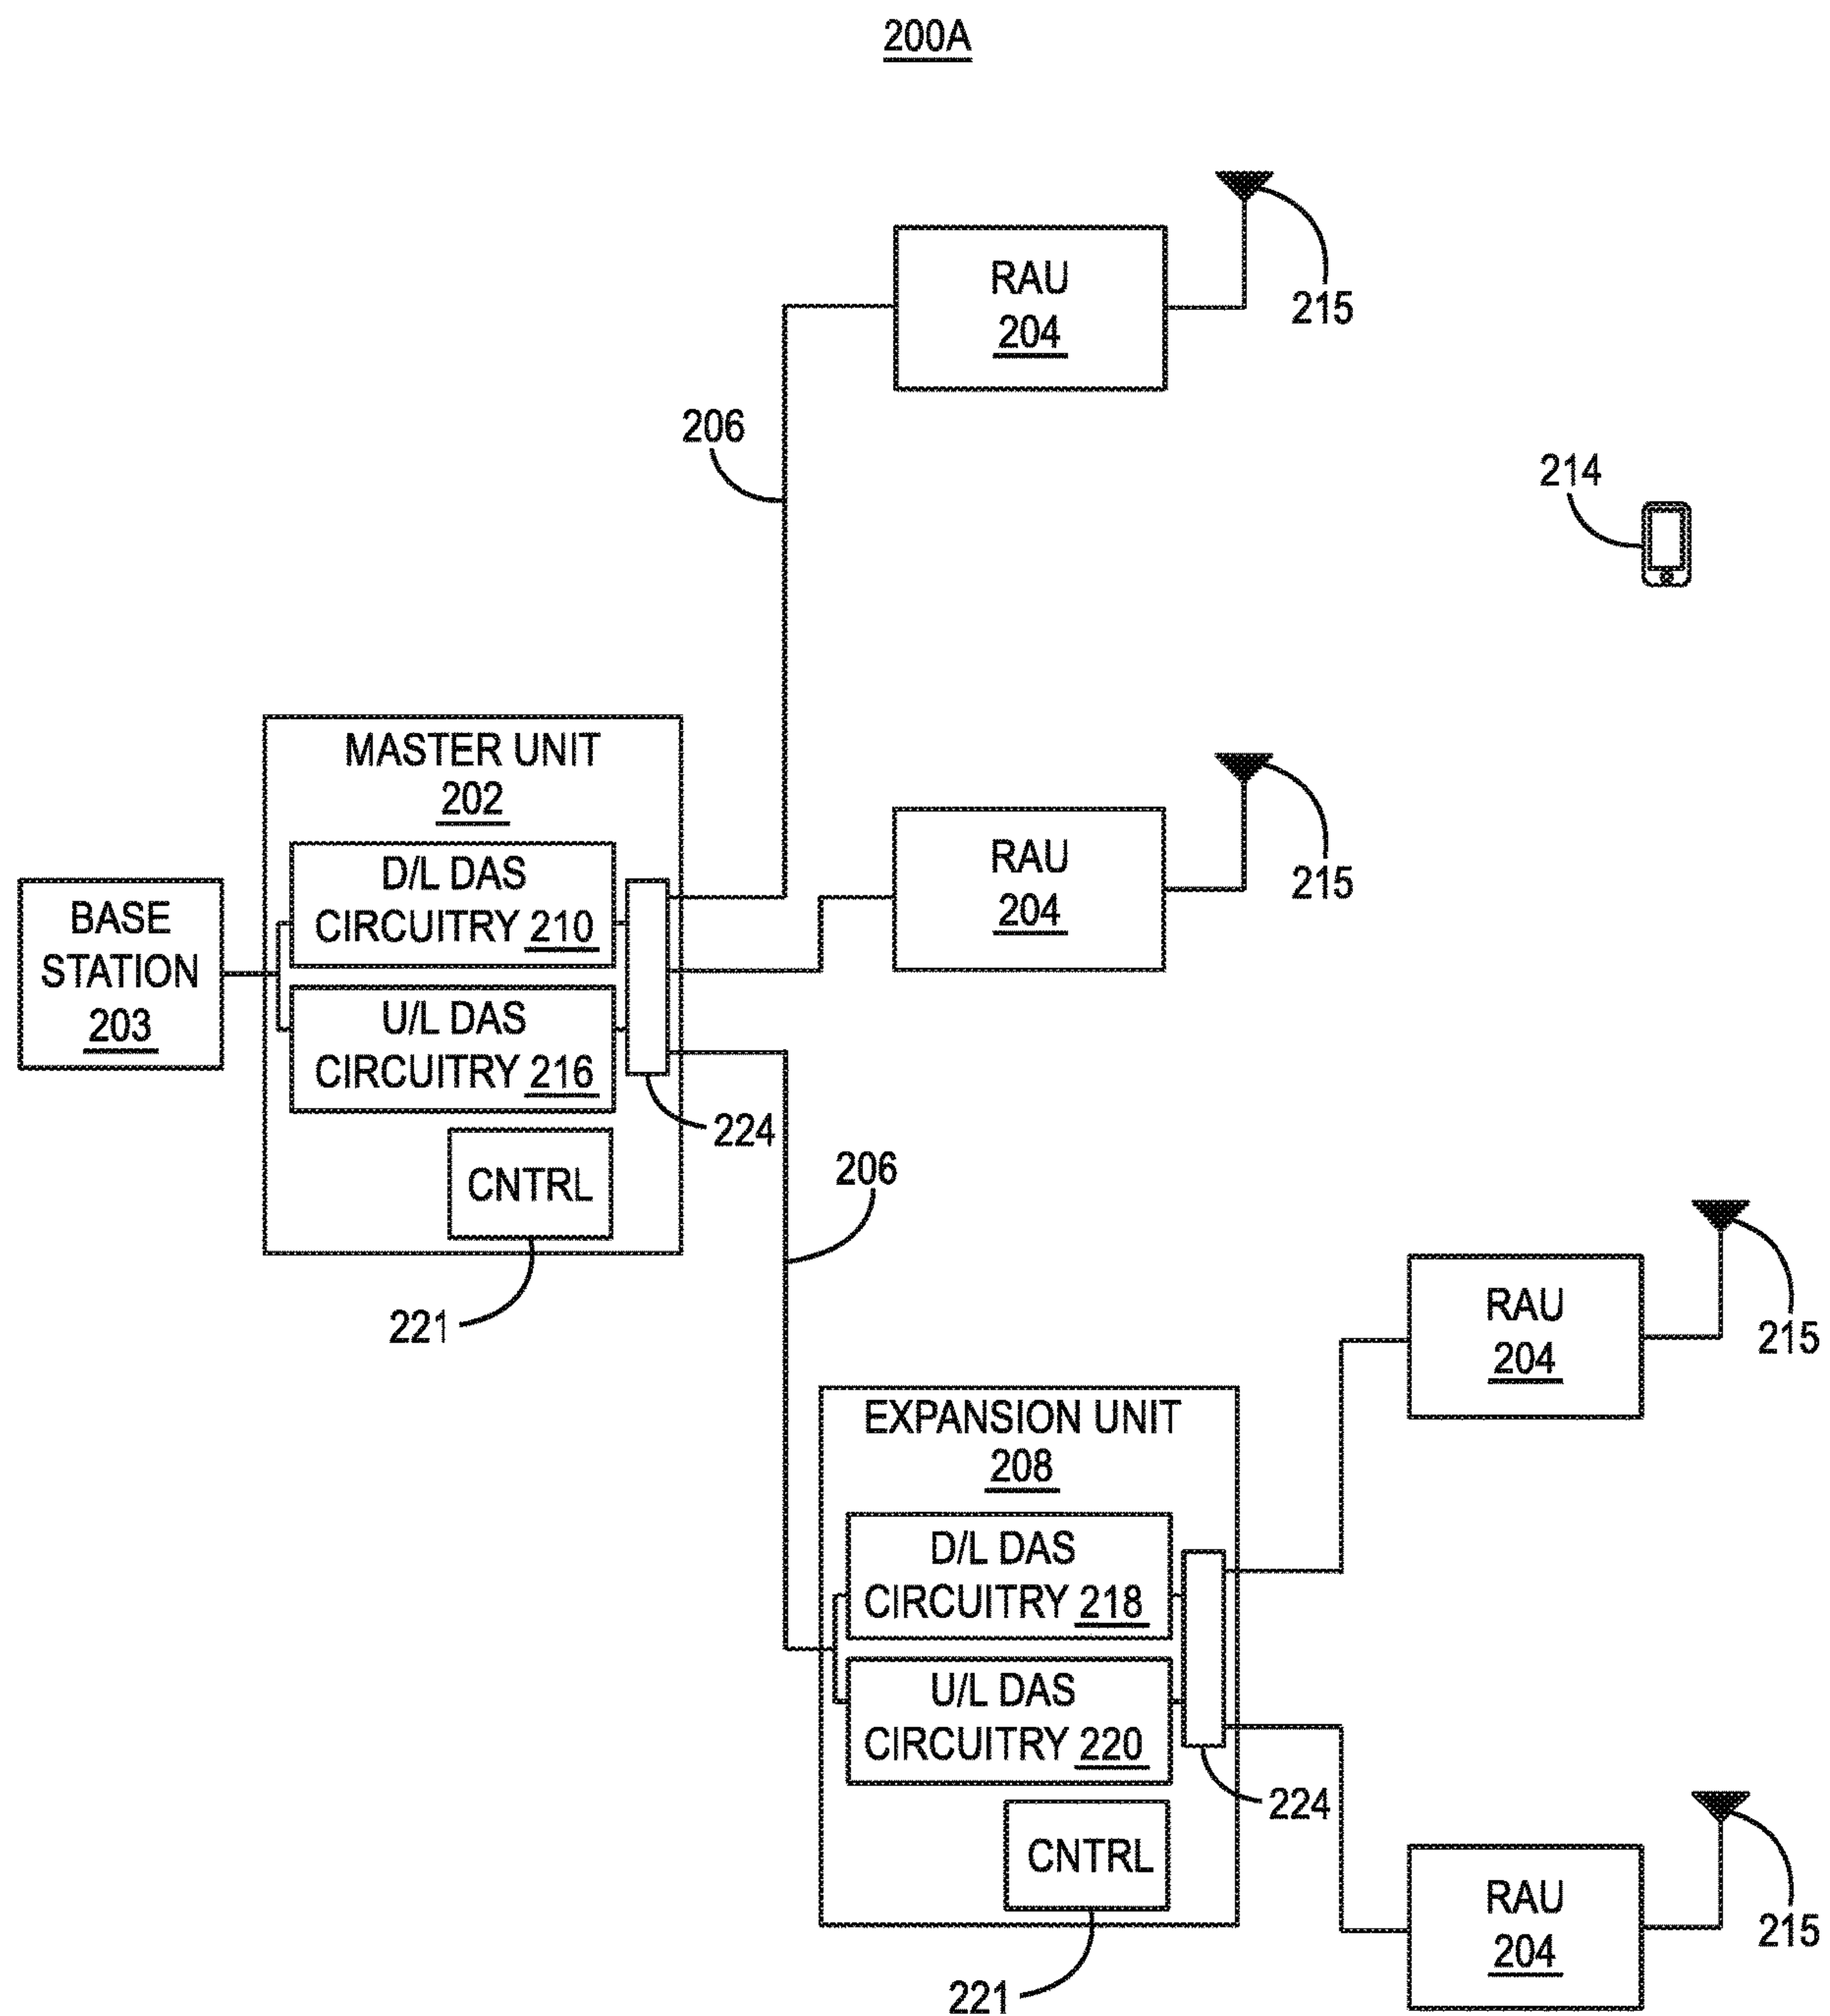 200A
RAU
204
215
206
214
MASTER UNIT
202
D/L DAS
CIRCUITRY 210
U/L DAS
CIRCUITRY 216
CNTRL
224
221
BASE
STATION
203
RAU
204
215
206
EXPANSION UNIT
208
D/L DAS
CIRCUITRY 218
U/L DAS
CIRCUITRY 220
CNTRL
224
221
RAU
204
215
RAU
204
215